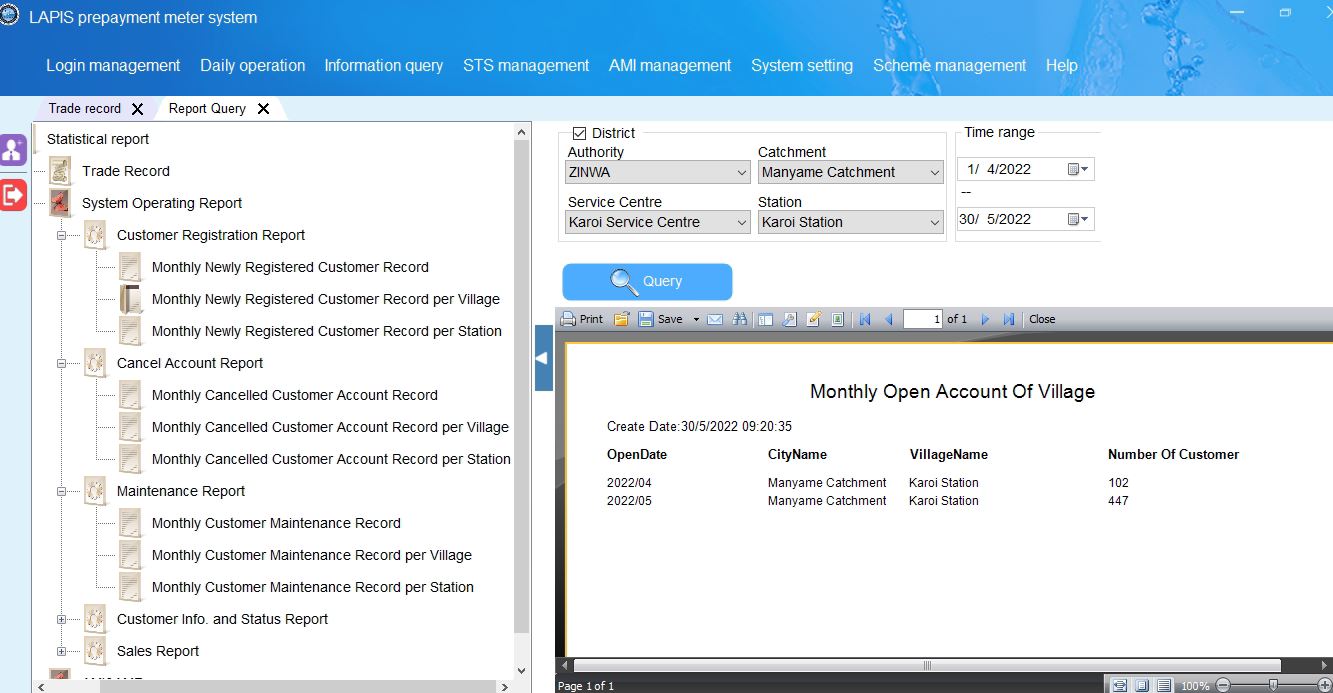 LAPIS prepayment meter system
Login management Daily operation Information query STS management AMI management System setting Scheme management Help
Trade record Report Query
Statistical report
Trade Record
System Operating Report
Customer Registration Report
Monthly Newly Registered Customer Record
Monthly Newly Registered Customer Record per Village
Monthly Newly Registered Customer Record per Station
Cancel Account Report
Monthly Cancelled Customer Account Record
Monthly Cancelled Customer Account Record per Village
Monthly Cancelled Customer Account Record per Station
Maintenance Report
Monthly Customer Maintenance Record
Monthly Customer Maintenance Record per Village
Monthly Customer Maintenance Record per Station
Customer Info. and Status Report
Sales Report
District
Authority Catchment
ZINWA Manyame Catchment
Service Centre Station
Karoi Service Centre Karoi Station
Time range
1/ 4/2022
--
30/ 5/2022
Query
Print Save 1 of 1 Close
Monthly Open Account Of Village
Create Date:30/5/2022 09:20:35
OpenDate CityName VillageName Number Of Customer
2022/04 Manyame Catchment Karoi Station 102
2022/05 Manyame Catchment Karoi Station 447
Page 1 of 1 100%